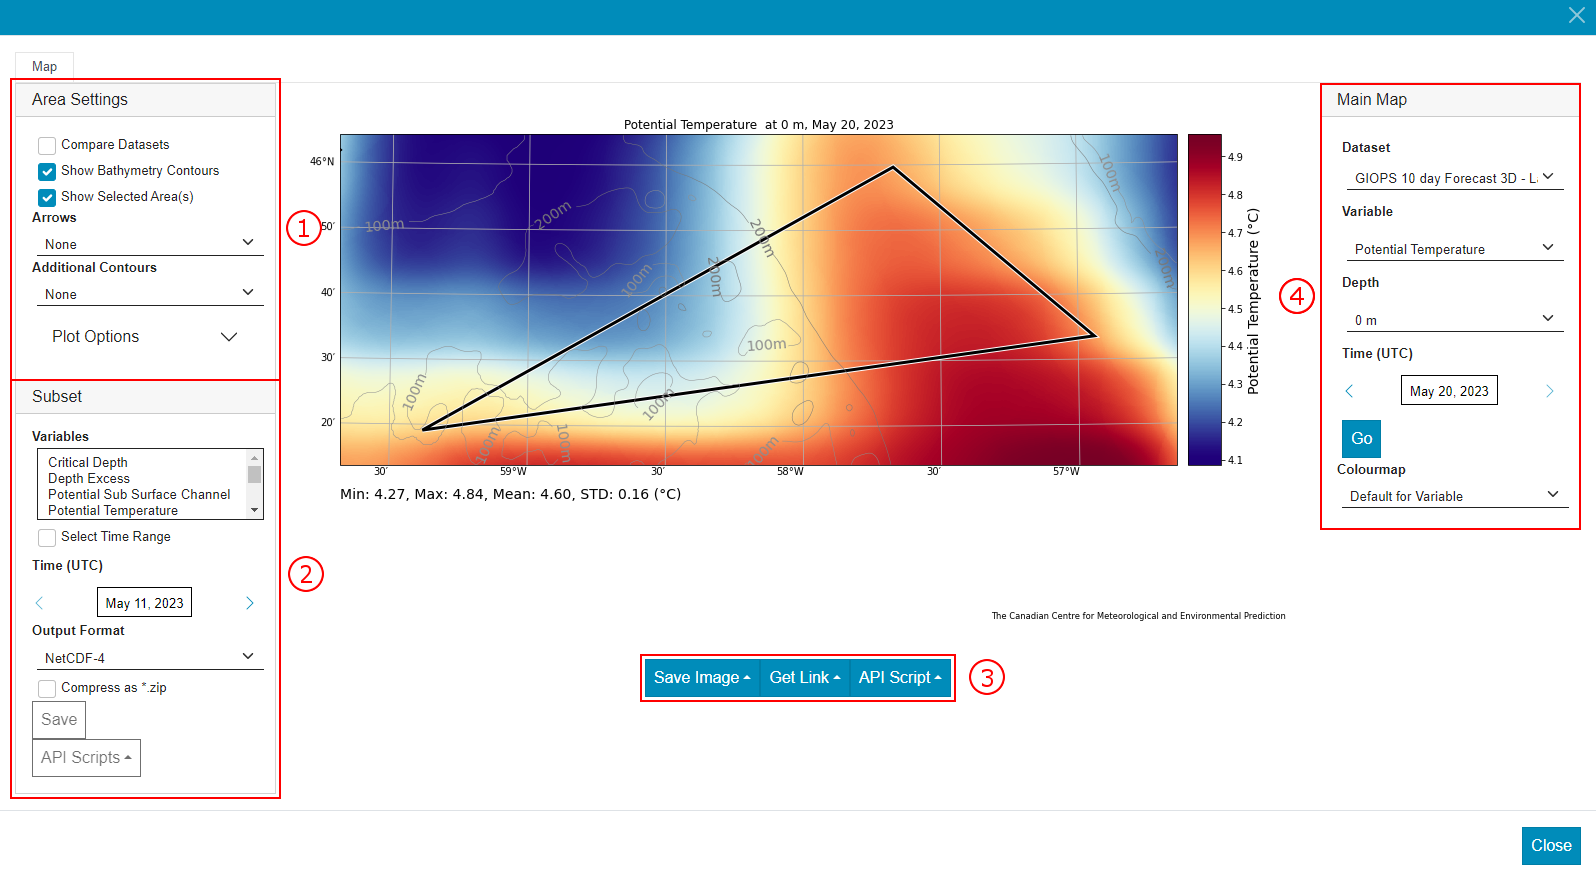 Map
Area Settings
Compare Datasets
Show Bathymetry Contours
Show Selected Area(s)
Arrows
None
Additional Contours
None
Plot Options
1
Subset
Variables
Critical Depth
Depth Excess
Potential Sub Surface Channel
Potential Temperature
Select Time Range
Time (UTC)
May 11, 2023
Output Format
NetCDF-4
Compress as *.zip
Save
API Scripts
2
Potential Temperature at 0 m, May 20, 2023
46°N
50′
40′
30′
20′
30′
59°W
30′
58°W
30′
57°W
100m
200m
100m
200m
200m
100m
100m
100m
100m
100m
100m
100m
200m
4.9
4.8
4.7
4.6
4.5
4.4
4.3
4.2
4.1
Potential Temperature (°C)
Min: 4.27, Max: 4.84, Mean: 4.60, STD: 0.16 (°C)
The Canadian Centre for Meteorological and Environmental Prediction
Save Image
Get Link
API Script
3
4
Main Map
Dataset
GIOPS 10 day Forecast 3D - L
Variable
Potential Temperature
Depth
0 m
Time (UTC)
May 20, 2023
Go
Colourmap
Default for Variable
Close